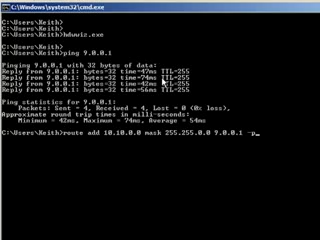 C:\Windows\system32\cmd.exe
C:\Users\Keith>
C:\Users\Keith>
C:\Users\Keith>hdwwiz.exe
C:\Users\Keith>
C:\Users\Keith>ping 9.0.0.1
Pinging 9.0.0.1 with 32 bytes of data:
Reply from 9.0.0.1: bytes=32 time=47ms TTL=255
Reply from 9.0.0.1: bytes=32 time=74ms TTL=255
Reply from 9.0.0.1: bytes=32 time=42ms TTL=255
Reply from 9.0.0.1: bytes=32 time=56ms TTL=255
Ping statistics for 9.0.0.1:
Packets: Sent = 4, Received = 4, Lost = 0 (0% loss),
Approximate round trip times in milli-seconds:
Minimum = 42ms, Maximum = 74ms, Average = 54ms
C:\Users\Keith>route add 10.10.0.0 mask 255.255.0.0 9.0.0.1 -p